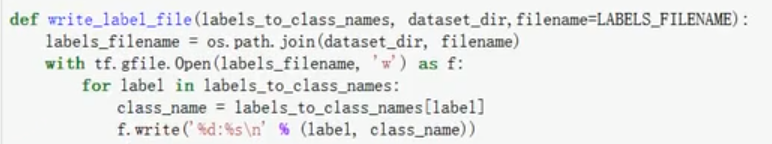 def write_label_file(labels_to_class_names, dataset_dir,filename=LABELS_FILENAME):
    labels_filename = os.path.join(dataset_dir, filename)
    with tf.gfile.Open(labels_filename, 'w') as f:
        for label in labels_to_class_names:
            class_name = labels_to_class_names[label]
            f.write('%d:%s\n' % (label, class_name))